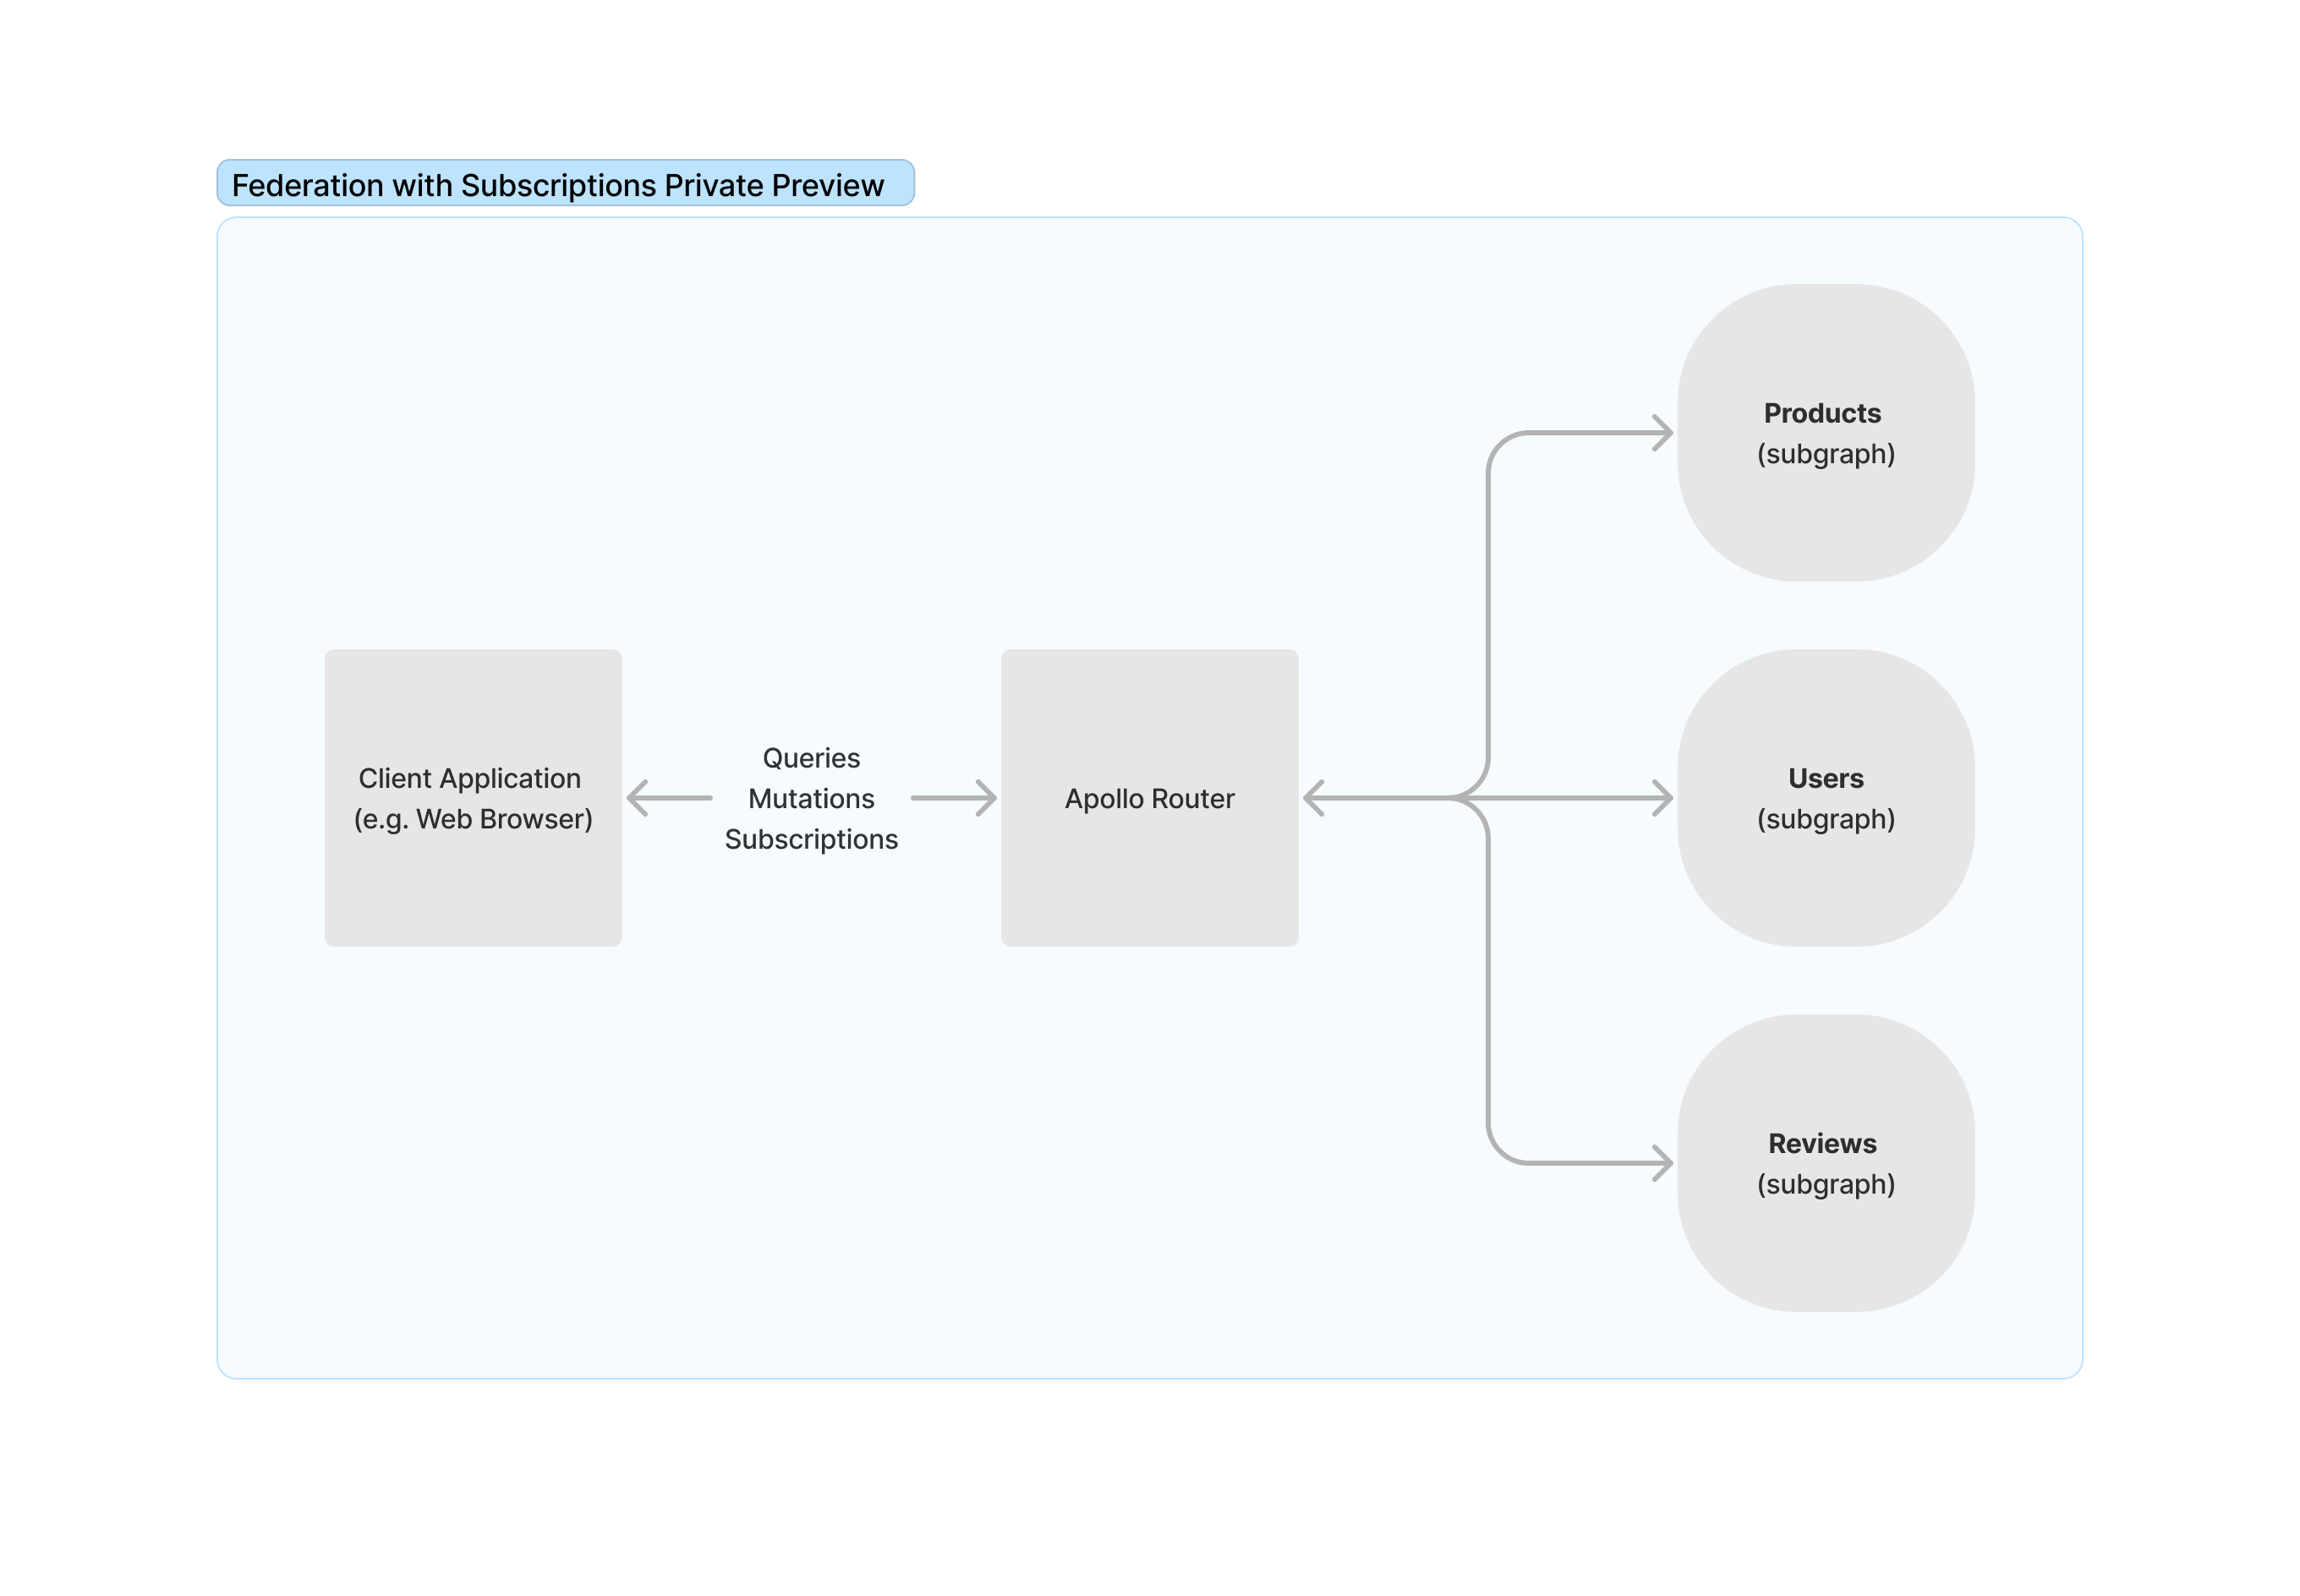 Federation with Subscriptions Private Preview
Client Application
(e.g. Web Browser)
Queries
Mutations
Subscriptions
Apollo Router
Products
(subgraph)
Users
(subgraph)
Reviews
(subgraph)